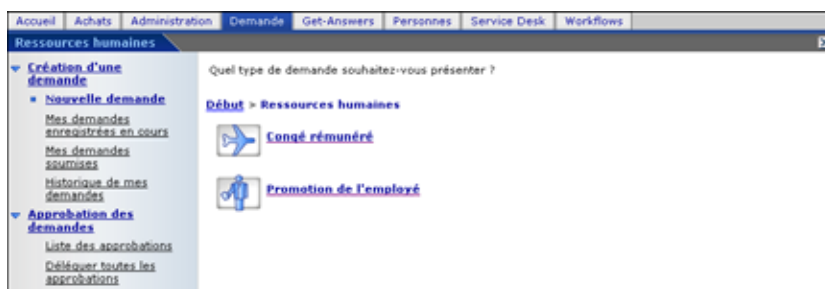 Accueil Achats Administration Demande Get-Answers Personnes Service Desk Workflows
Ressources humaines
Création d'une
demande
Nouvelle demande
Mes demandes
enregistrées en cours
Mes demandes
soumises
Historique de mes
demandes
Approbation des
demandes
Liste des approbations
Déléguer toutes les
approbations
Quel type de demande souhaitez-vous présenter ?
Début > Ressources humaines
Congé rémunéré
Promotion de l'employé